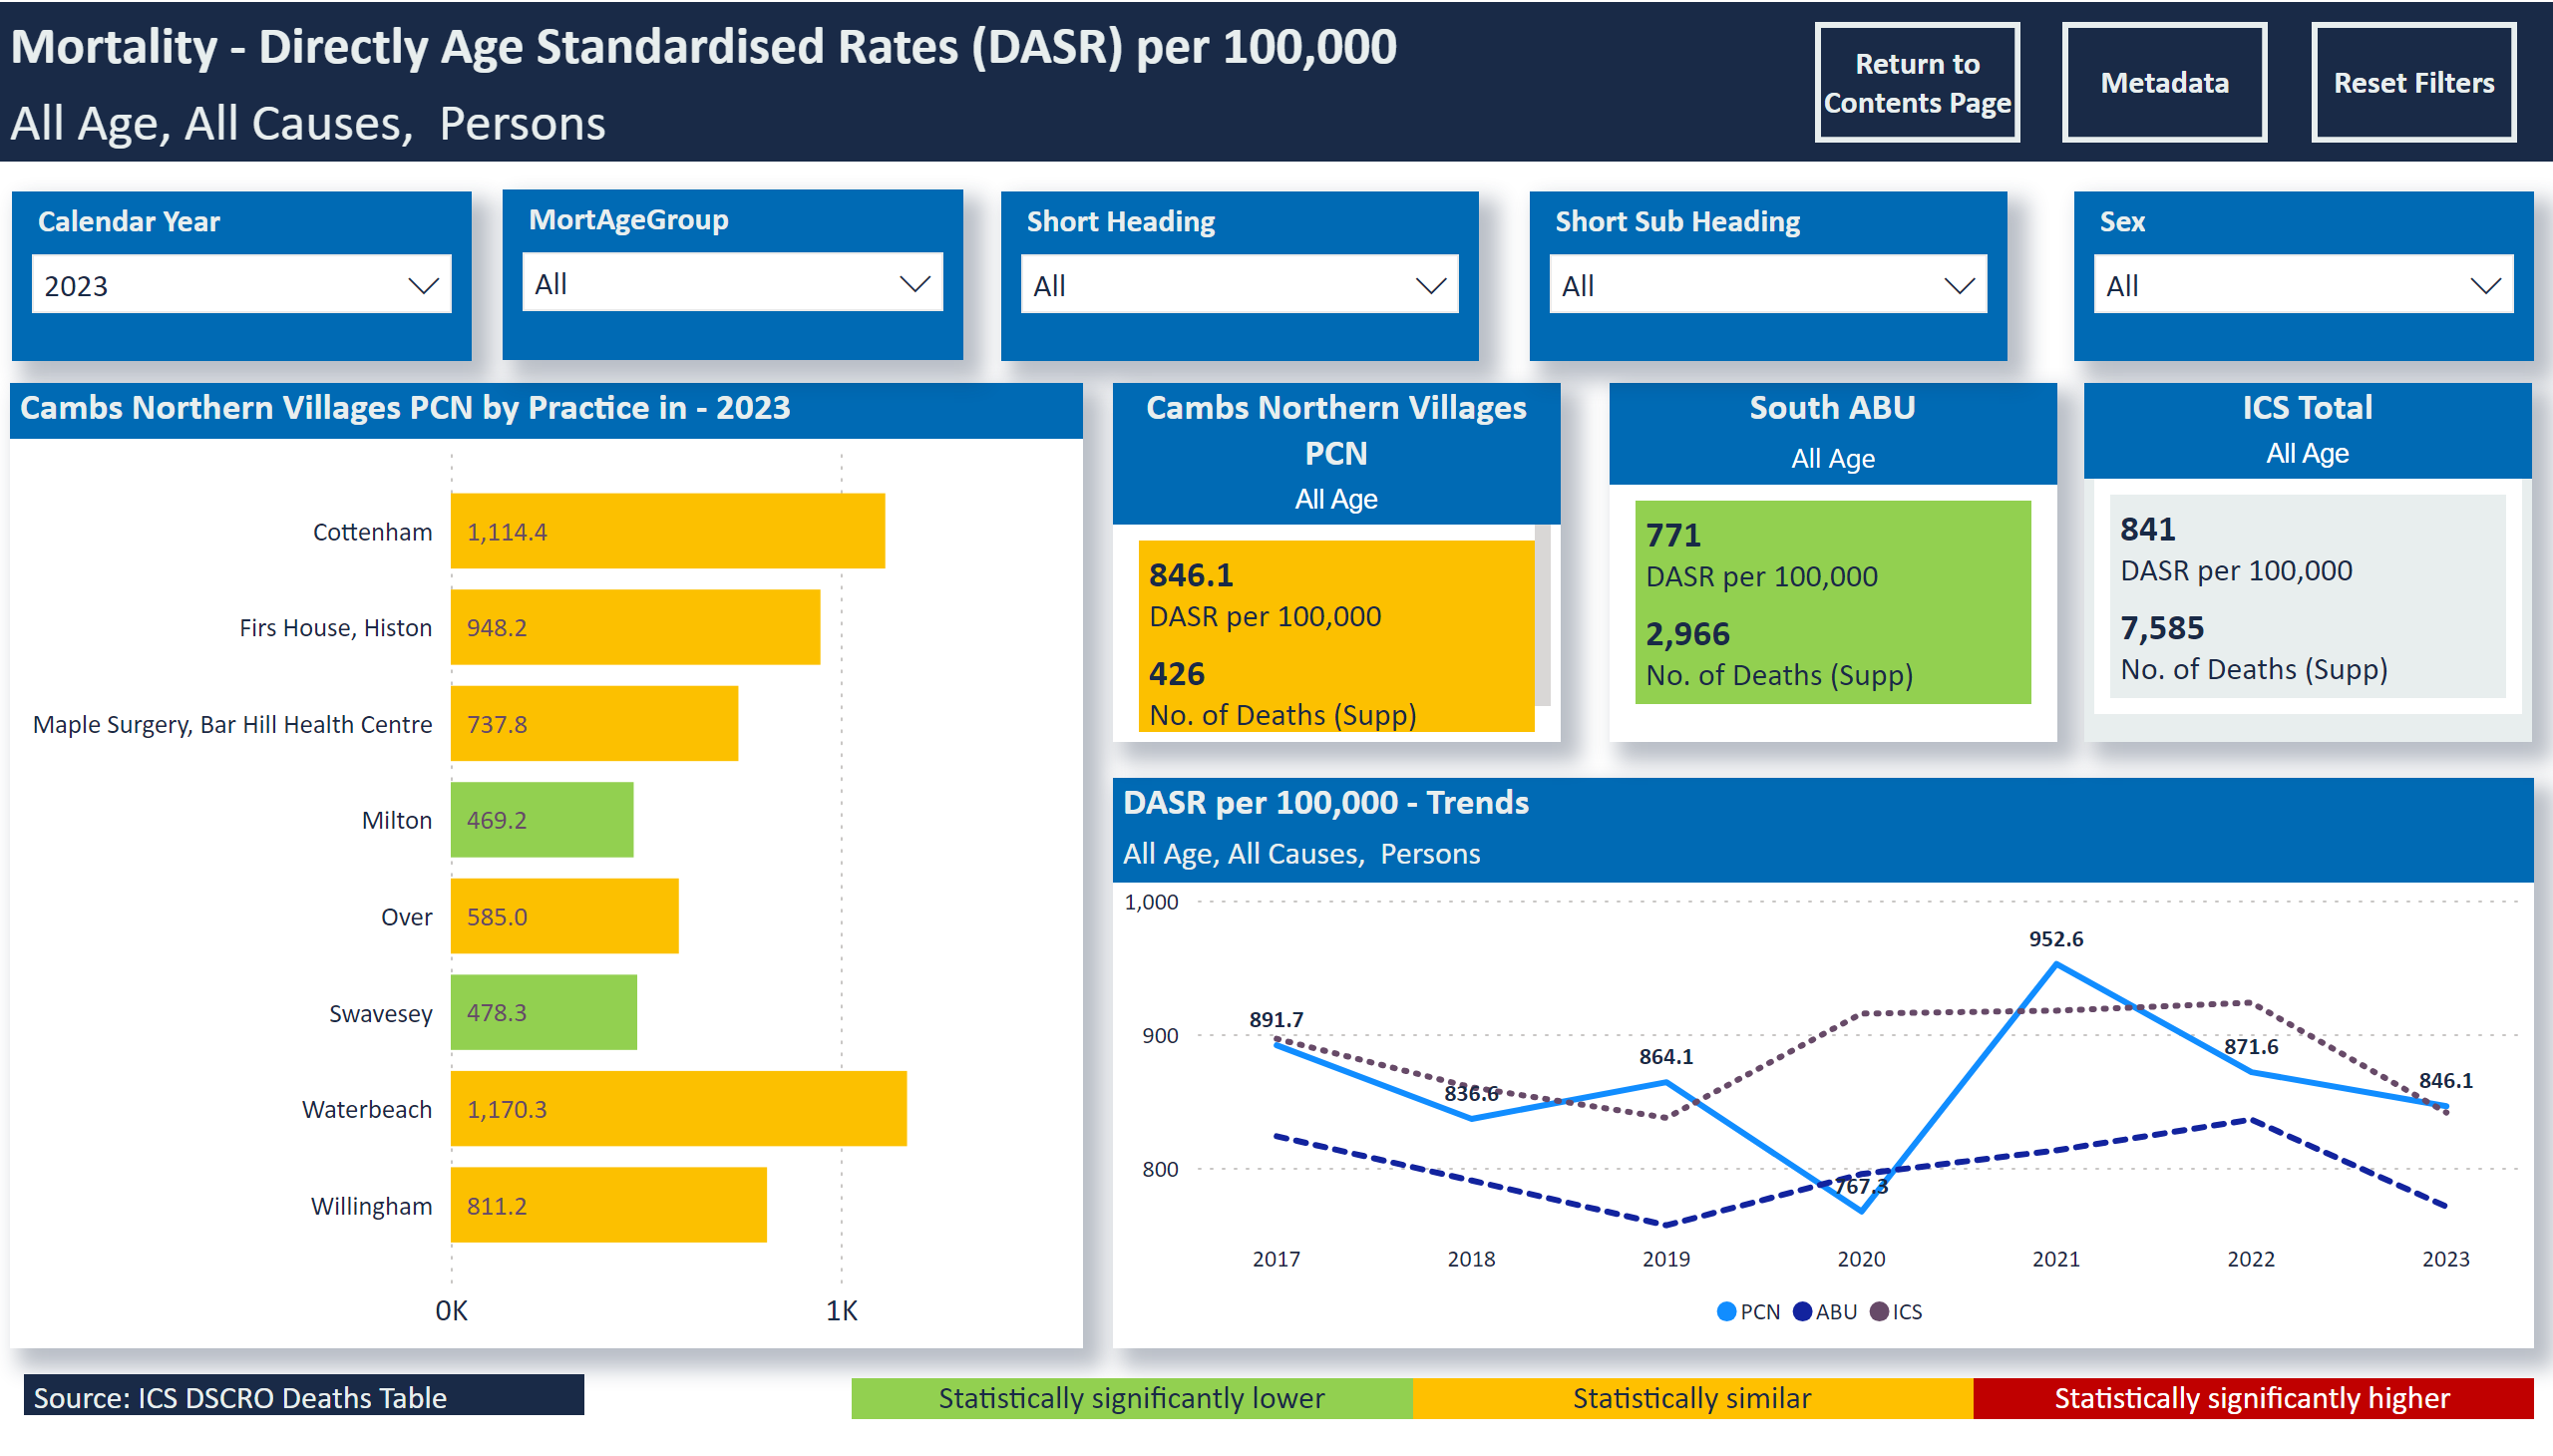 Mortality - Directly Age Standardised Rates (DASR) per 100,000
All Age, All Causes,  Persons
Return to
Contents Page
Metadata
Reset Filters
Calendar Year
2023
MortAgeGroup
All
Short Heading
All
Short Sub Heading
All
Sex
All
Cambs Northern Villages PCN by Practice in - 2023
Cottenham 1,114.4
Firs House, Histon 948.2
Maple Surgery, Bar Hill Health Centre 737.8
Milton 469.2
Over 585.0
Swavesey 478.3
Waterbeach 1,170.3
Willingham 811.2
0K 1K
Cambs Northern Villages
PCN
All Age
846.1
DASR per 100,000
426
No. of Deaths (Supp)
South ABU
All Age
771
DASR per 100,000
2,966
No. of Deaths (Supp)
ICS Total
All Age
841
DASR per 100,000
7,585
No. of Deaths (Supp)
DASR per 100,000 - Trends
All Age, All Causes,  Persons
1,000
900
800
891.7
836.6
864.1
767.3
952.6
871.6
846.1
2017 2018 2019 2020 2021 2022 2023
PCN ABU ICS
Source: ICS DSCRO Deaths Table
Statistically significantly lower
Statistically similar
Statistically significantly higher